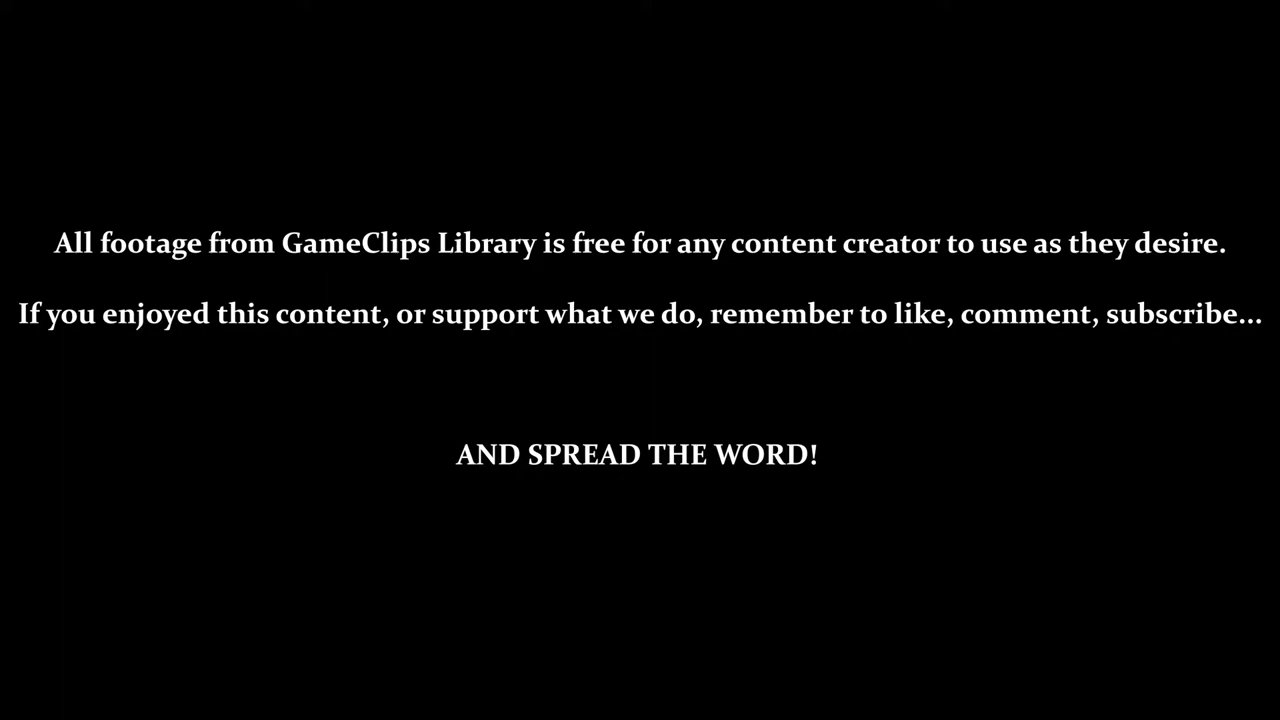 All footage from GameClips Library is free for any content creator to use as they desire.
If you enjoyed this content, or support what we do, remember to like, comment, subscribe...
AND SPREAD THE WORD!